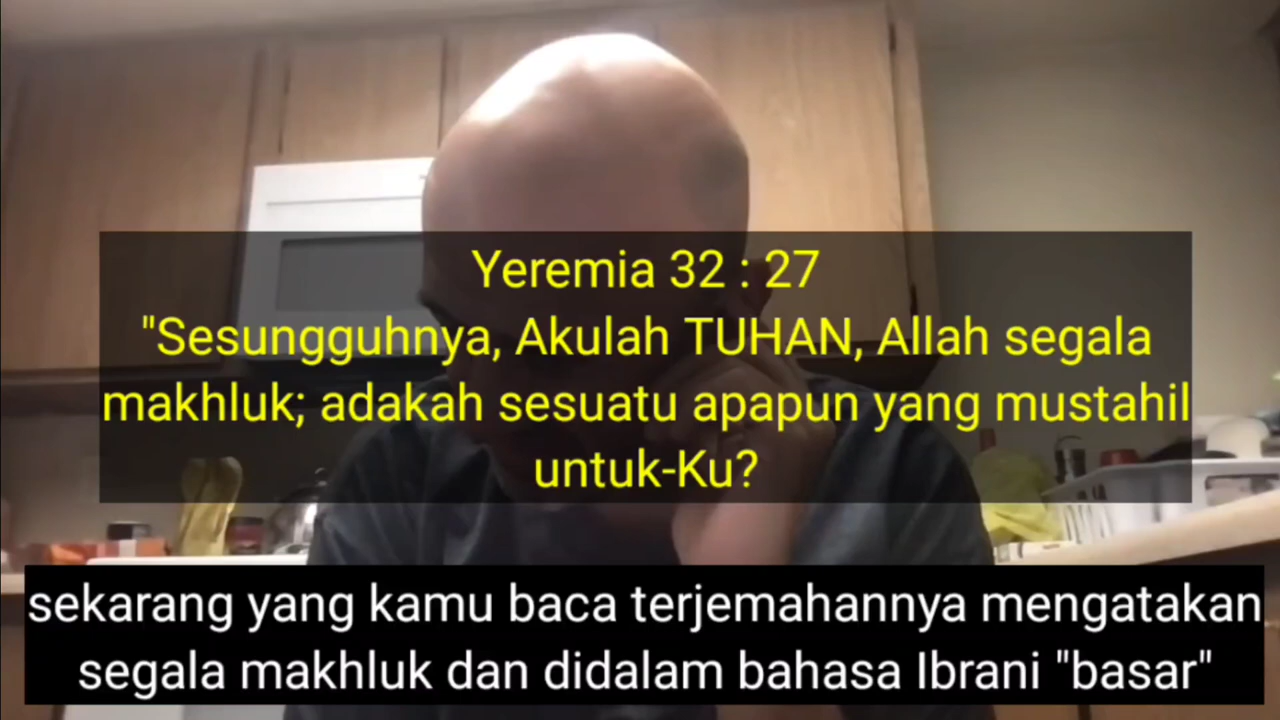 Yeremia 32 : 27
"Sesungguhnya, Akulah TUHAN, Allah segala
makhluk; adakah sesuatu apapun yang mustahil
untuk-Ku?
sekarang yang kamu baca terjemahannya mengatakan
segala makhluk dan didalam bahasa Ibrani "basar"